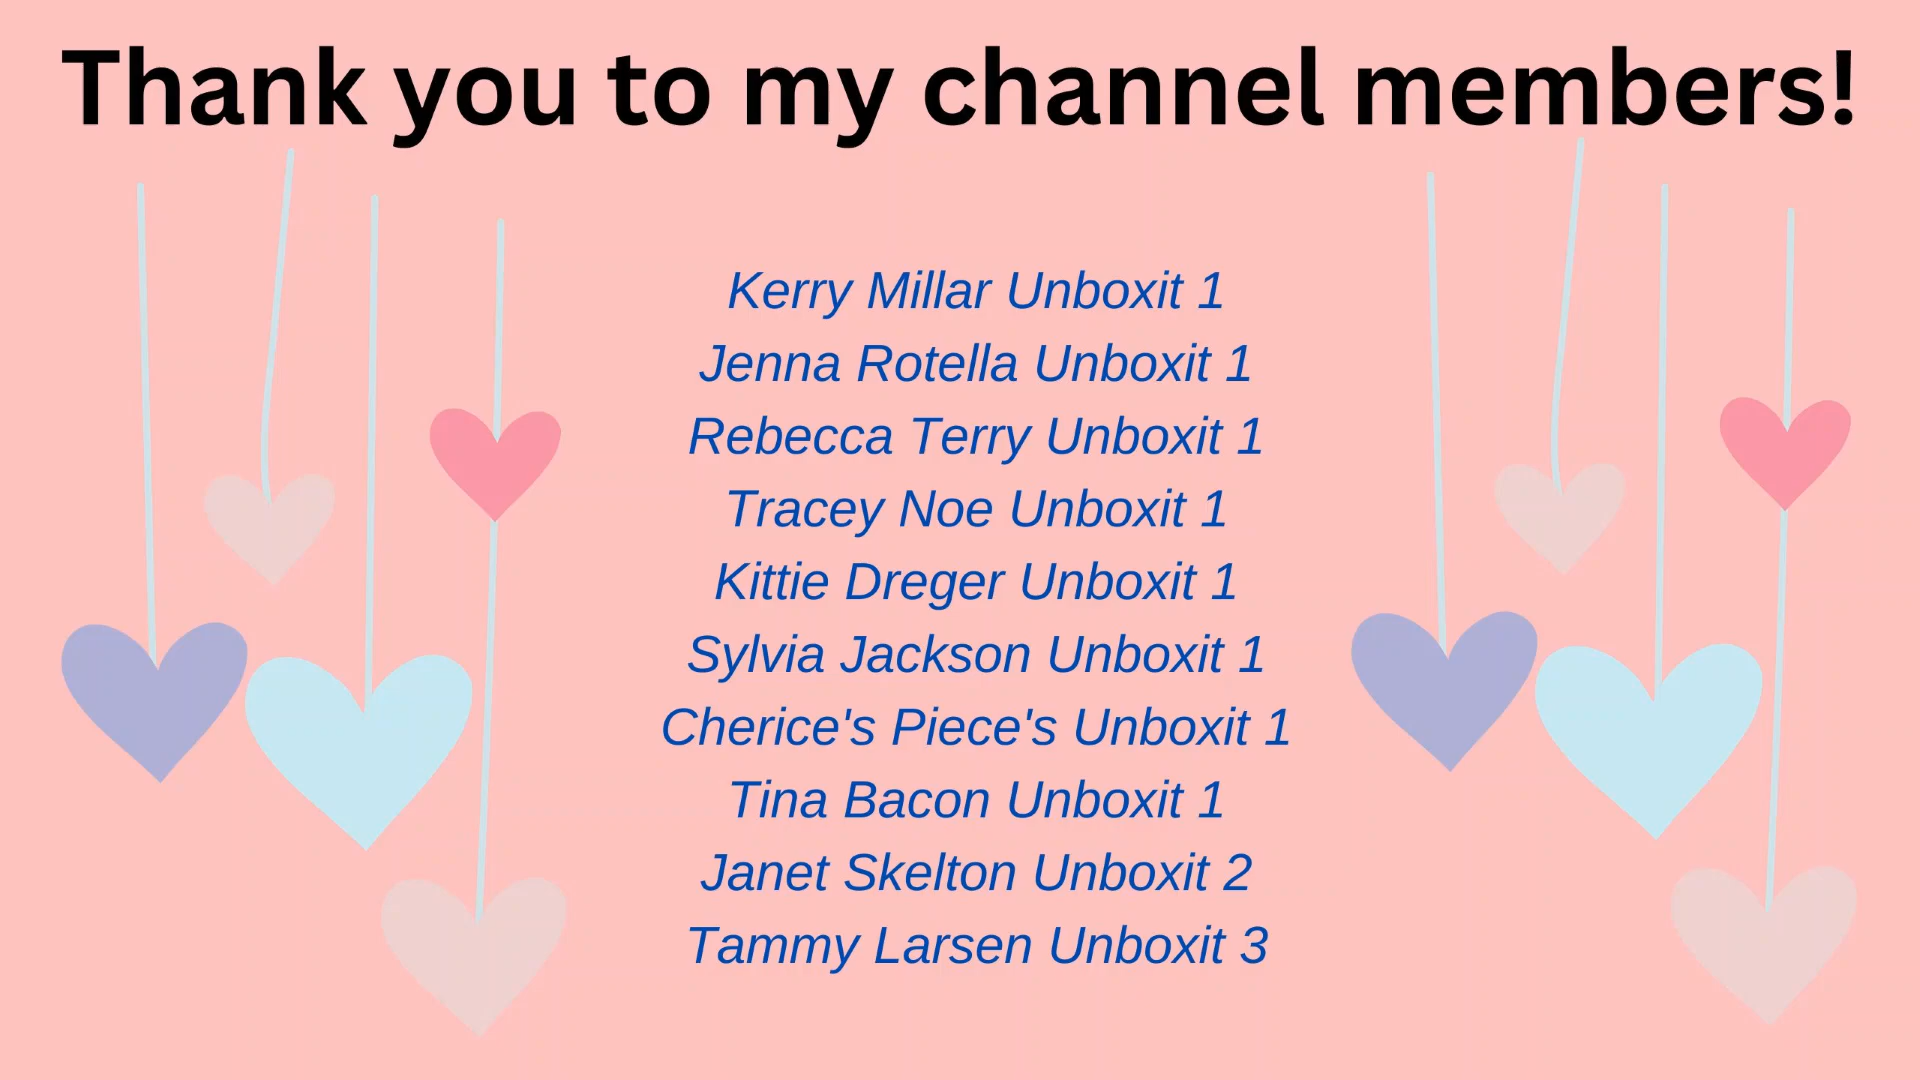 Thank you to my channel members!
Kerry Millar Unboxit 1
Jenna Rotella Unboxit 1
Rebecca Terry Unboxit 1
Tracey Noe Unboxit 1
Kittie Dreger Unboxit 1
Sylvia Jackson Unboxit 1
Cherice's Piece's Unboxit 1
Tina Bacon Unboxit 1
Janet Skelton Unboxit 2
Tammy Larsen Unboxit 3